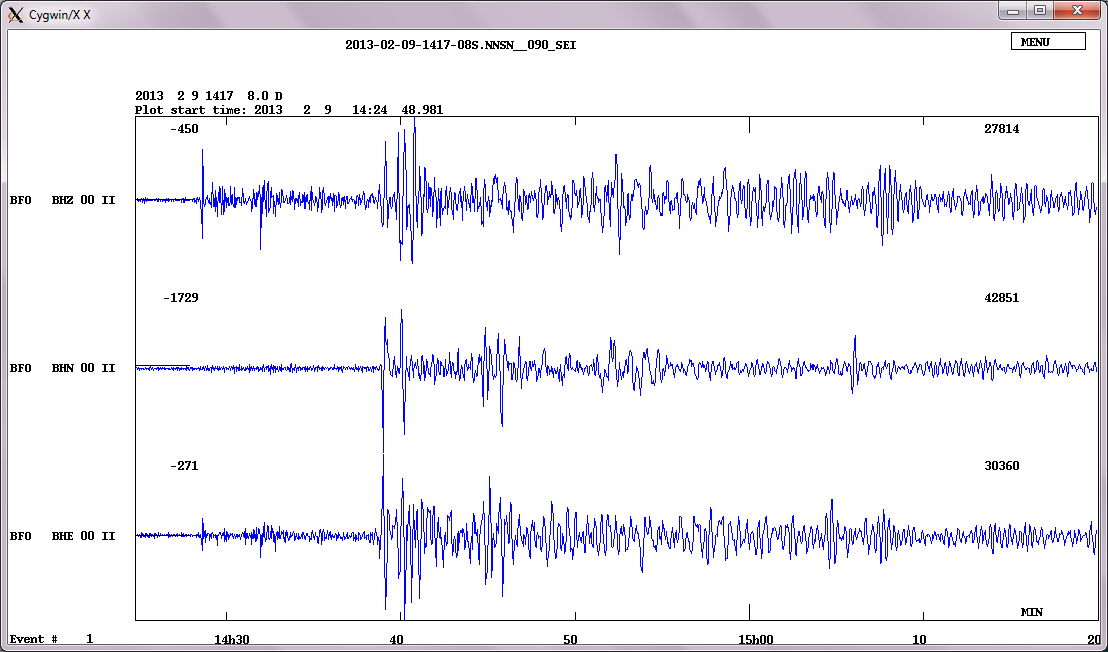 Cygwin/X X
2013-02-09-1417-08S.NNSN__090_SEI
MENU
2013 2 9 1417 8.0 D
Plot start time: 2013 2 9 14:24 48.981
-450 27814
BFO BHZ 00 II
-1729 42851
BFO BHN 00 II
-271 30360
BFO BHE 00 II
MIN
Event # 1 14h30 40 50 15h00 10 20